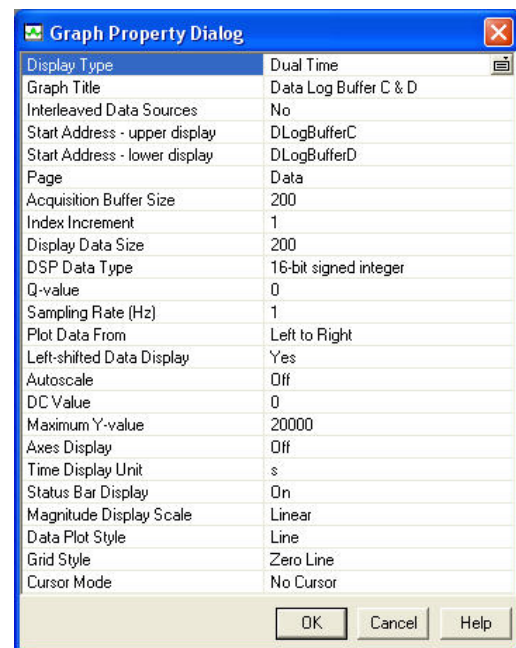 Graph Property Dialog
Display Type Dual Time
Graph Title Data Log Buffer C & D
Interleaved Data Sources No
Start Address - upper display DLogBufferC
Start Address - lower display DLogBufferD
Page Data
Acquisition Buffer Size 200
Index Increment 1
Display Data Size 200
DSP Data Type 16-bit signed integer
Q-value 0
Sampling Rate (Hz) 1
Plot Data From Left to Right
Left-shifted Data Display Yes
Autoscale Off
DC Value 0
Maximum Y-value 20000
Axes Display Off
Time Display Unit s
Status Bar Display On
Magnitude Display Scale Linear
Data Plot Style Line
Grid Style Zero Line
Cursor Mode No Cursor
OK Cancel Help